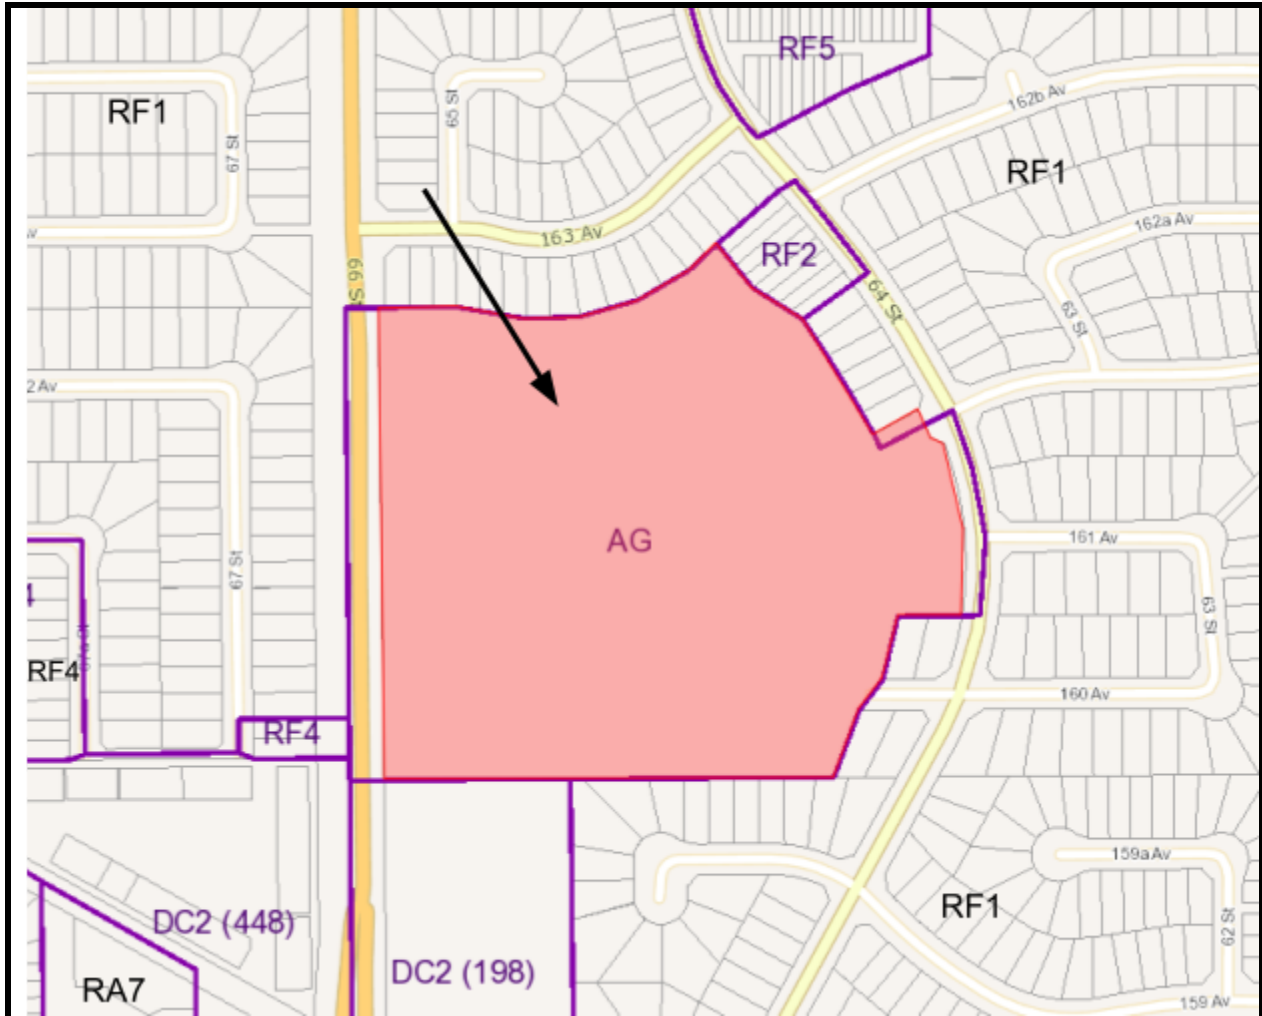 RF5
RF1
65 St
162b Av
67 St
RF1
162a Av
163 Av
RF2
66 St
64 St
63 St
2 Av
161 Av
AG
67 St
4
63 St
RF4
160 Av
RF4
159a Av
RF1
62 St
DC2 (448)
DC2 (198)
RA7
159 Av